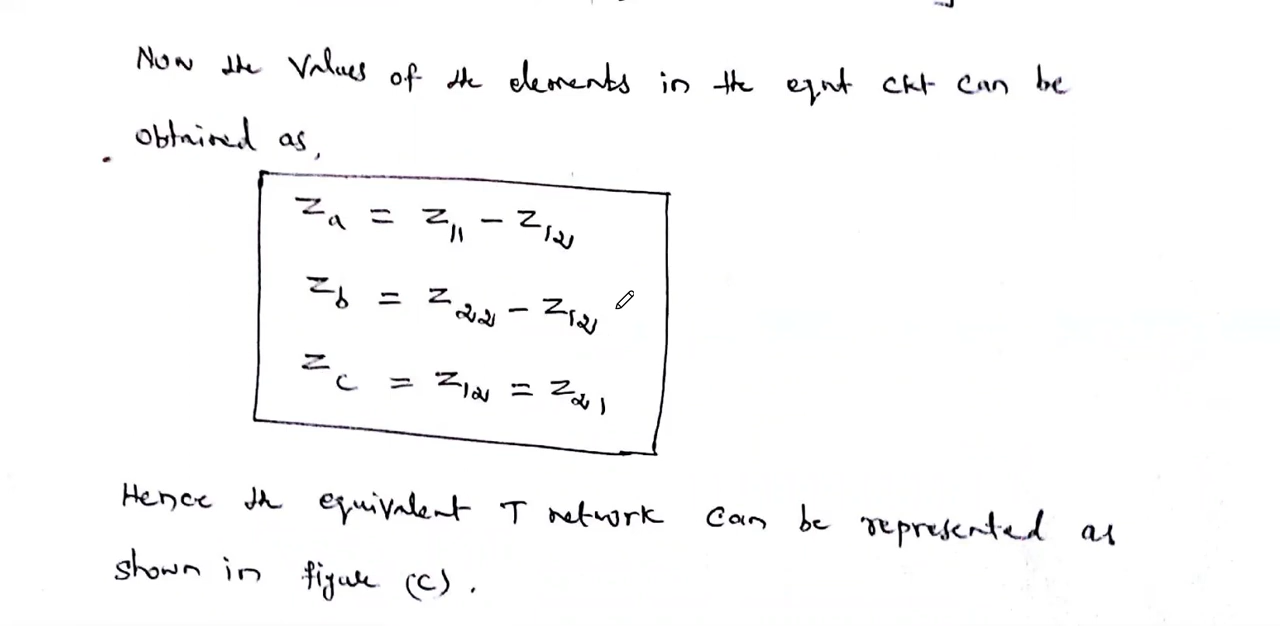 Now the values of the elements in the eqnt ckt can be
obtained as,
Za = Z11 - Z12
Zb = Z22 - Z12
Zc = Z12 = Z21
Hence the equivalent T network can be represented as
shown in figure (c).